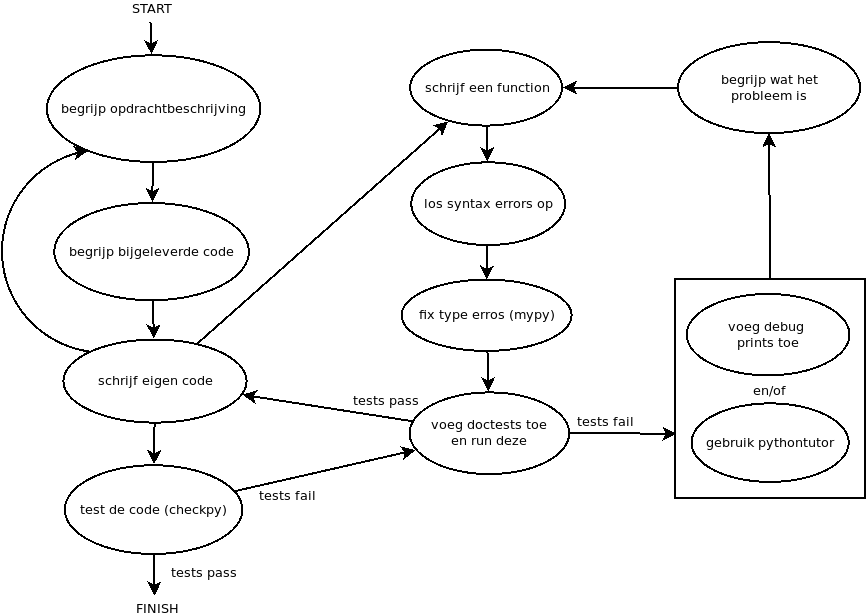 START
begrijp opdrachtbeschrijving
begrijp bijgeleverde code
schrijf eigen code
test de code (checkpy)
tests pass
FINISH
schrijf een function
los syntax errors op
fix type erros (mypy)
voeg doctests toe
en run deze
tests pass
tests fail
tests fail
begrijp wat het
probleem is
voeg debug
prints toe
en/of
gebruik pythontutor